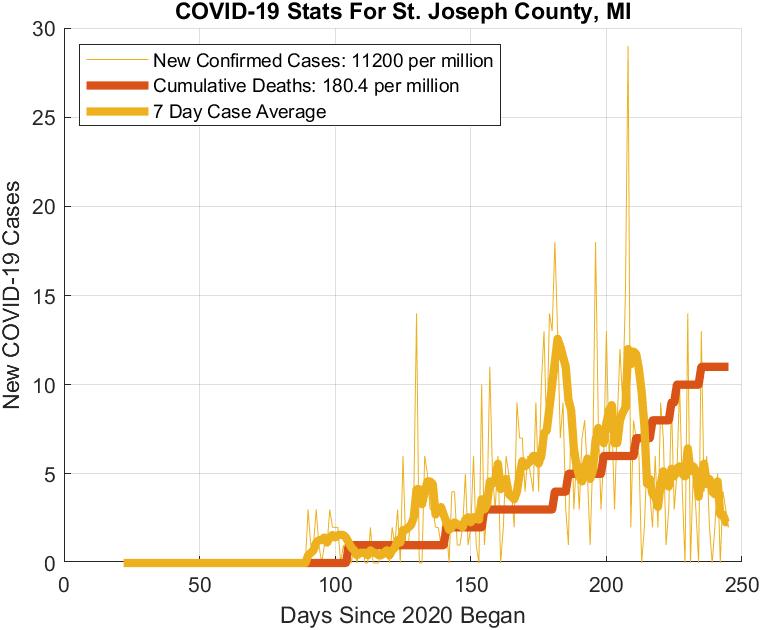 COVID-19 Stats For St. Joseph County, MI
30
25
20
15
10
5
0
New COVID-19 Cases
New Confirmed Cases: 11200 per million
Cumulative Deaths: 180.4 per million
7 Day Case Average
0
50
100
150
200
250
Days Since 2020 Began